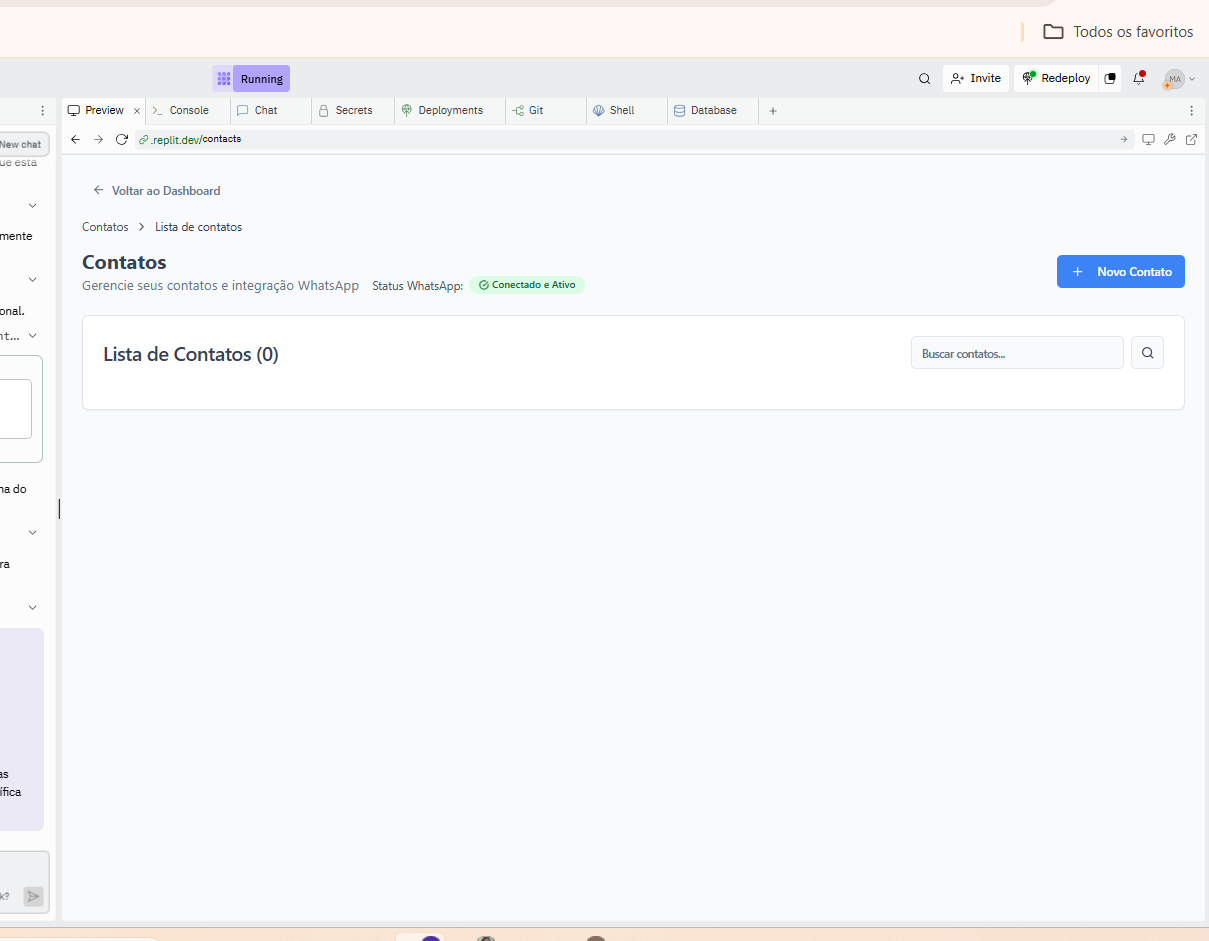 Todos os favoritos
Running
Invite
Redeploy
MA
Preview
Console
Chat
Secrets
Deployments
Git
Shell
Database
New chat
.replit.dev/contacts
ue está
Voltar ao Dashboard
mente
Contatos > Lista de contatos
Contatos
Gerencie seus contatos e integração WhatsApp
Status WhatsApp:
Conectado e Ativo
Novo Contato
onal.
nt...
Lista de Contatos (0)
Buscar contatos...
na do
ra
as
ífica
k?